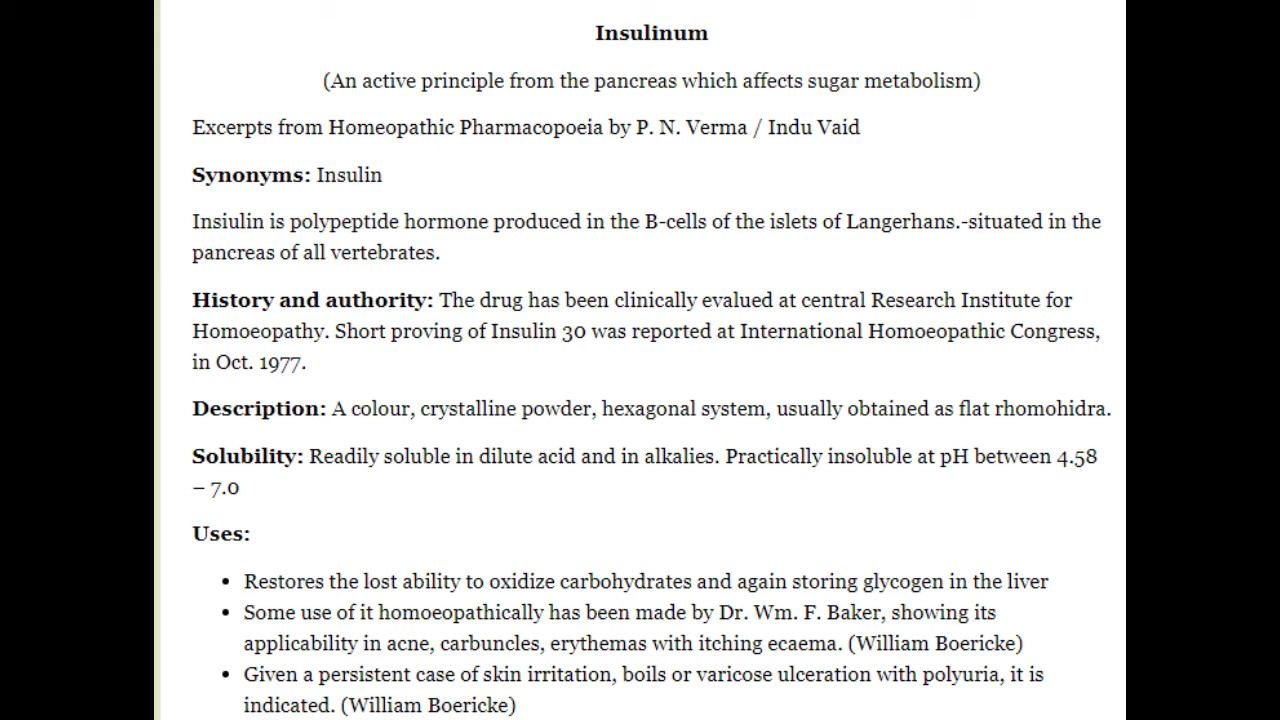 Insulinum
(An active principle from the pancreas which affects sugar metabolism)
Excerpts from Homeopathic Pharmacopoeia by P. N. Verma / Indu Vaid
Synonyms: Insulin
Insiulin is polypeptide hormone produced in the B-cells of the islets of Langerhans.-situated in the
pancreas of all vertebrates.
History and authority: The drug has been clinically evalued at central Research Institute for
Homoeopathy. Short proving of Insulin 30 was reported at International Homoeopathic Congress,
in Oct. 1977.
Description: A colour, crystalline powder, hexagonal system, usually obtained as flat rhomohidra.
Solubility: Readily soluble in dilute acid and in alkalies. Practically insoluble at pH between 4.58
– 7.0
Uses:
• Restores the lost ability to oxidize carbohydrates and again storing glycogen in the liver
• Some use of it homoeopathically has been made by Dr. Wm. F. Baker, showing its
applicability in acne, carbuncles, erythemas with itching ecaema. (William Boericke)
• Given a persistent case of skin irritation, boils or varicose ulceration with polyuria, it is
indicated. (William Boericke)